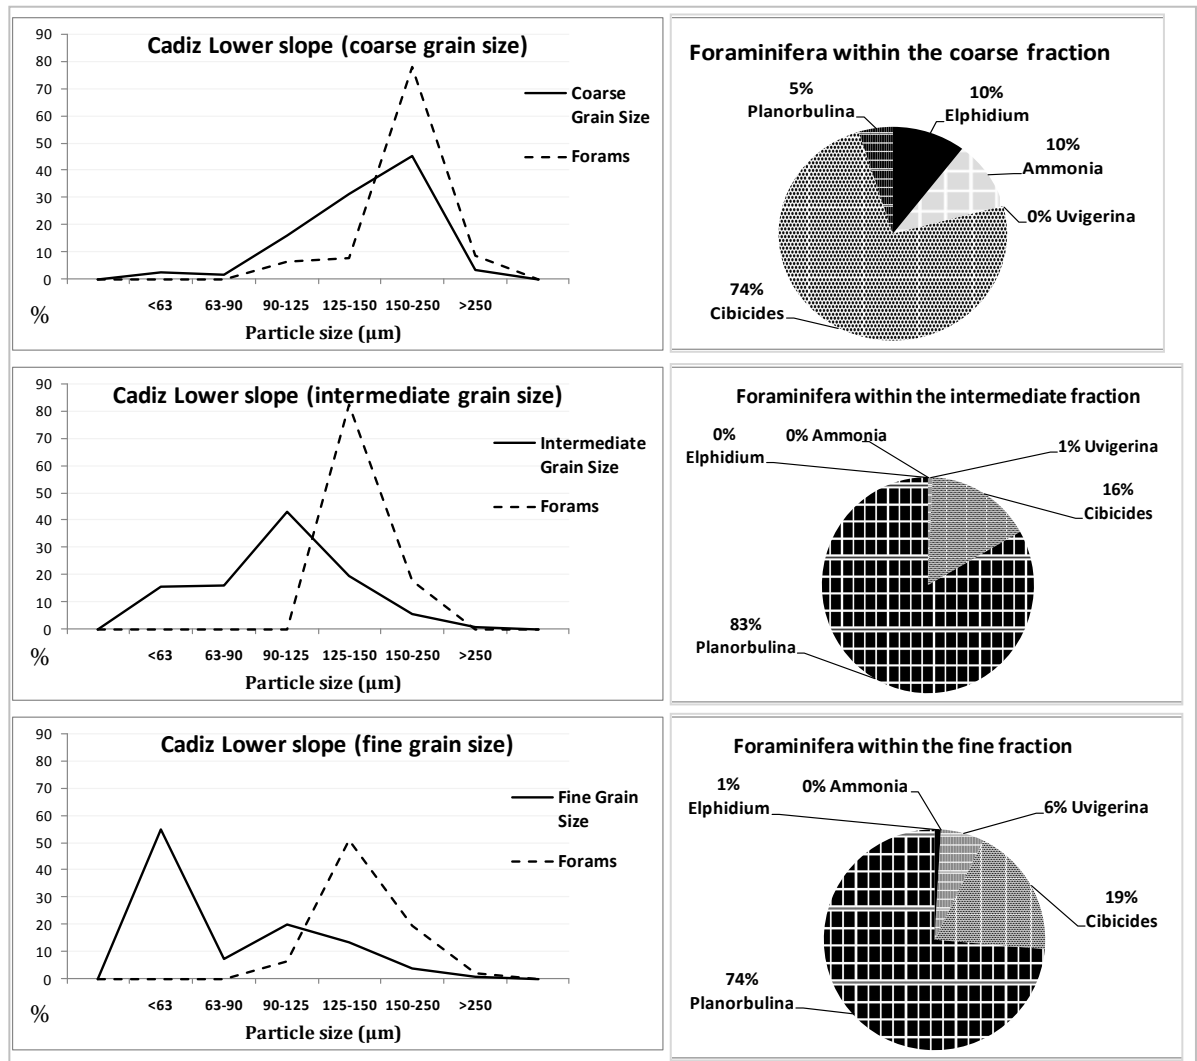 Cadiz Lower slope (coarse grain size)
90
80
70
60
50
40
30
20
10
0
Coarse
Grain Size
Forams
<63 63-90 90-125 125-150 150-250 >250
%
Particle size (µm)
Foraminifera within the coarse fraction
5%
Planorbulina
10%
Elphidium
10%
Ammonia
0% Uvigerina
74%
Cibicides
Cadiz Lower slope (intermediate grain size)
90
80
70
60
50
40
30
20
10
0
Intermediate
Grain Size
Forams
<63 63-90 90-125 125-150 150-250 >250
%
Particle size (µm)
Foraminifera within the intermediate fraction
0%
Elphidium
0% Ammonia
1% Uvigerina
16%
Cibicides
83%
Planorbulina
Cadiz Lower slope (fine grain size)
90
80
70
60
50
40
30
20
10
0
Fine Grain
Size
Forams
<63 63-90 90-125 125-150 150-250 >250
%
Particle size (µm)
Foraminifera within the fine fraction
1%
Elphidium
0% Ammonia
6% Uvigerina
19%
Cibicides
74%
Planorbulina